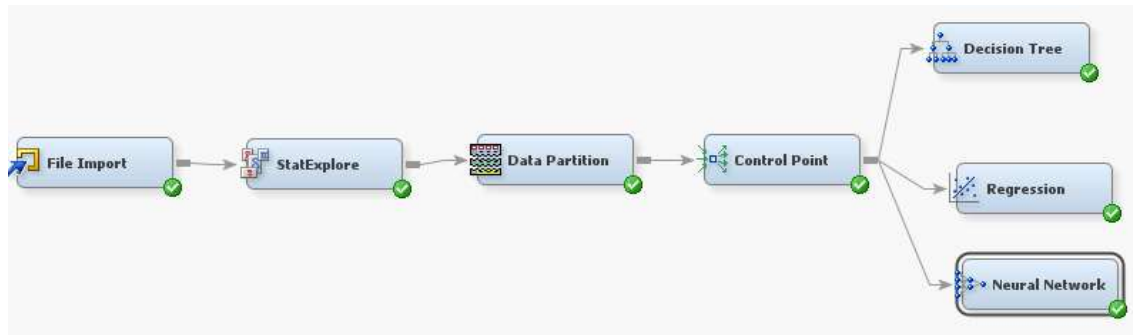 File Import
StatExplore
Data Partition
Control Point
Decision Tree
Regression
Neural Network